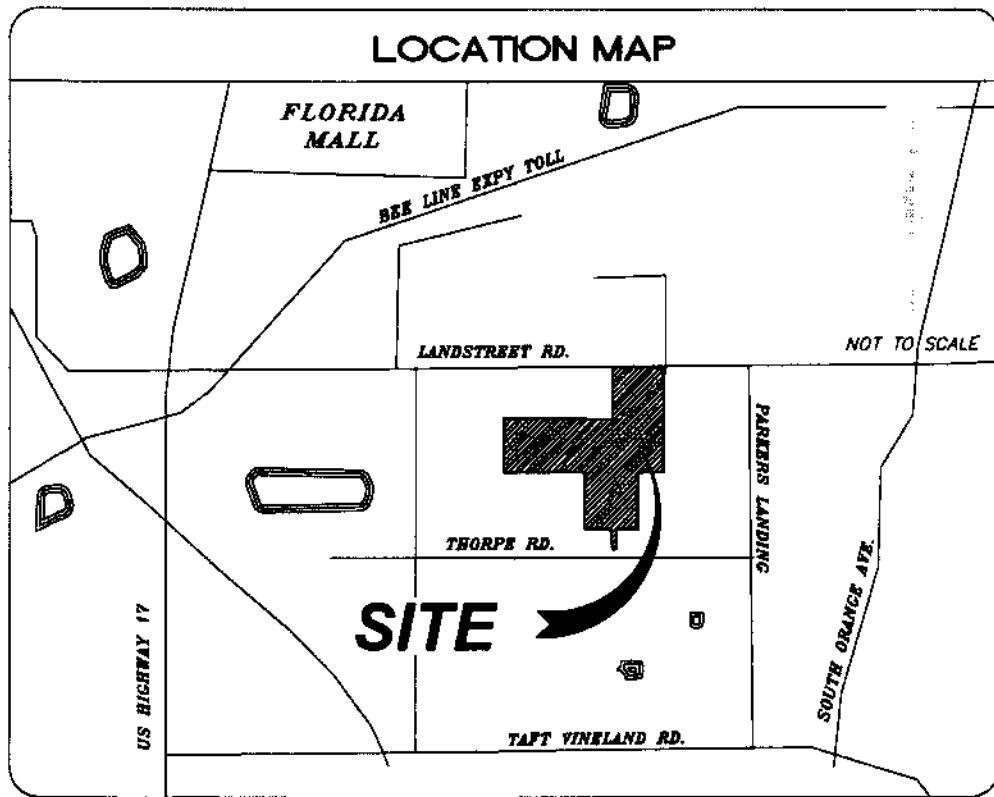 LOCATION MAP
FLORIDA
MALL
BEE LINE EXPY TOLL
LANDSTREET RD.
NOT TO SCALE
PARKERS LANDING
THORPE RD.
SITE
US HIGHWAY 17
SOUTH ORANGE AVE.
TAFT VINELAND RD.